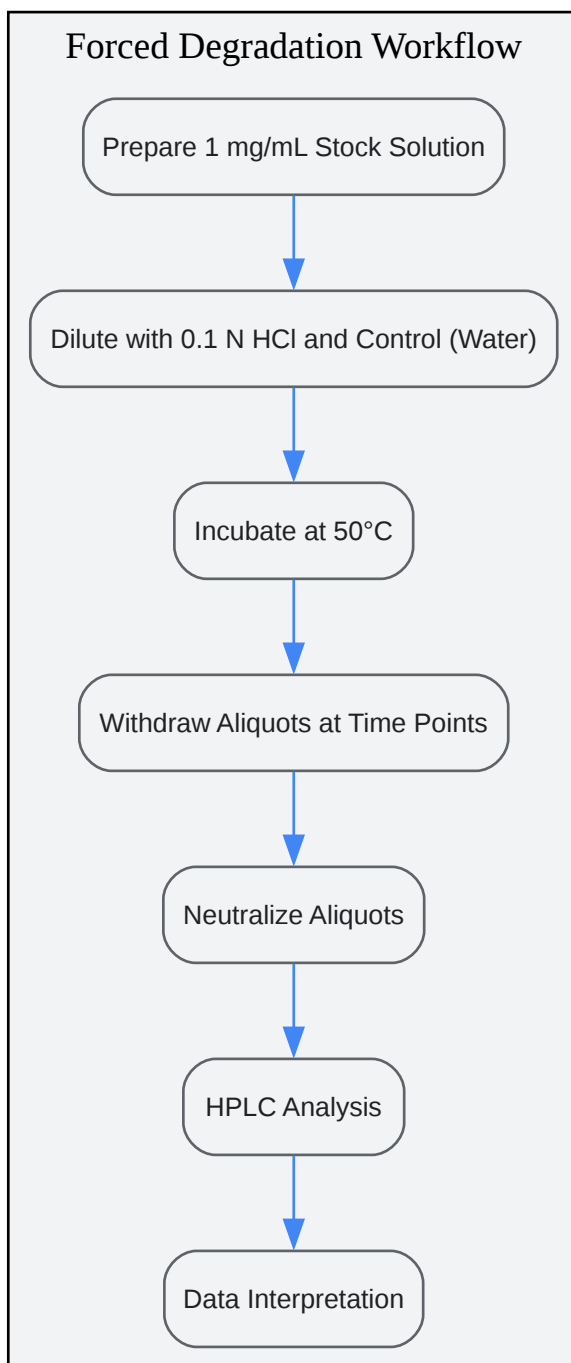 Forced Degradation Workflow
Prepare 1 mg/mL Stock Solution
Dilute with 0.1 N HCl and Control (Water)
Incubate at 50°C
Withdraw Aliquots at Time Points
Neutralize Aliquots
HPLC Analysis
Data Interpretation